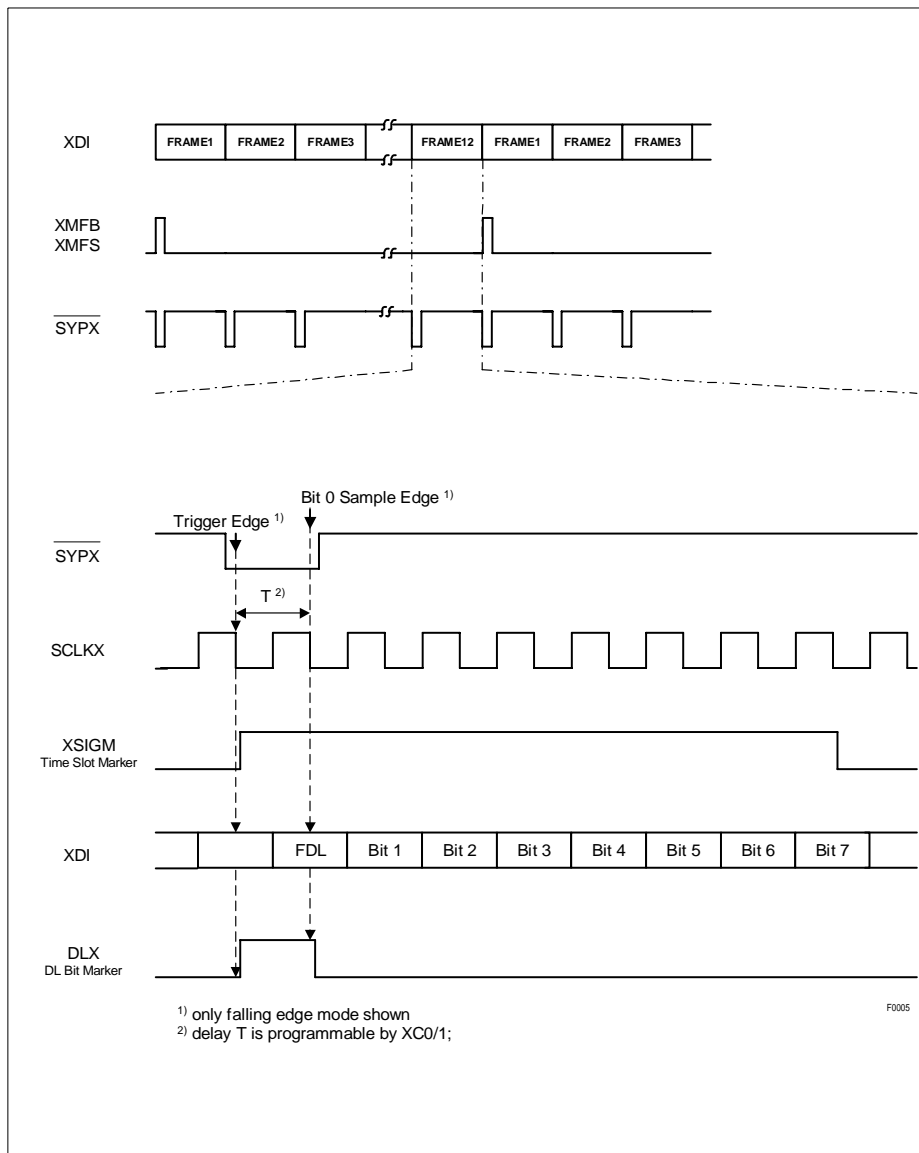 XDI
FRAME1 FRAME2 FRAME3 FRAME12 FRAME1 FRAME2 FRAME3
XMFB
XMFS
SYPX
Bit 0 Sample Edge 1)
Trigger Edge 1)
SYPX
T 2)
SCLKX
XSIGM
Time Slot Marker
XDI
FDL Bit 1 Bit 2 Bit 3 Bit 4 Bit 5 Bit 6 Bit 7
DLX
DL Bit Marker
1) only falling edge mode shown
2) delay T is programmable by XC0/1;
F0005